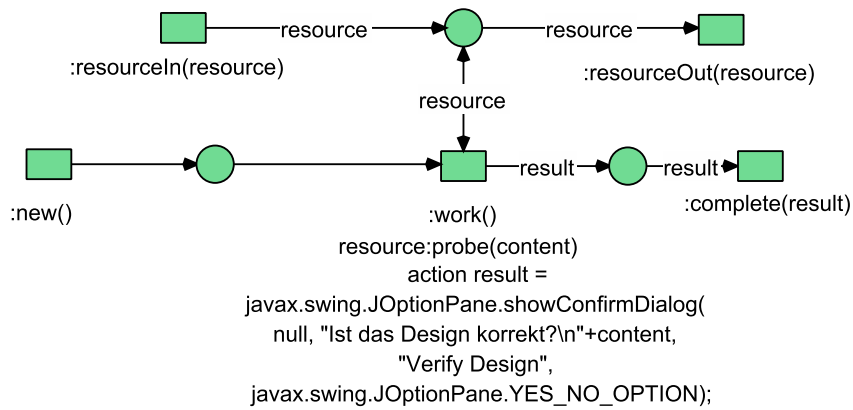 resource
resource
:resourceIn(resource)
:resourceOut(resource)
resource
result
result
:new()
:work()
:complete(result)
resource:probe(content)
action result =
javax.swing.JOptionPane.showConfirmDialog(
null, "Ist das Design korrekt?\n"+content,
"Verify Design",
javax.swing.JOptionPane.YES_NO_OPTION);